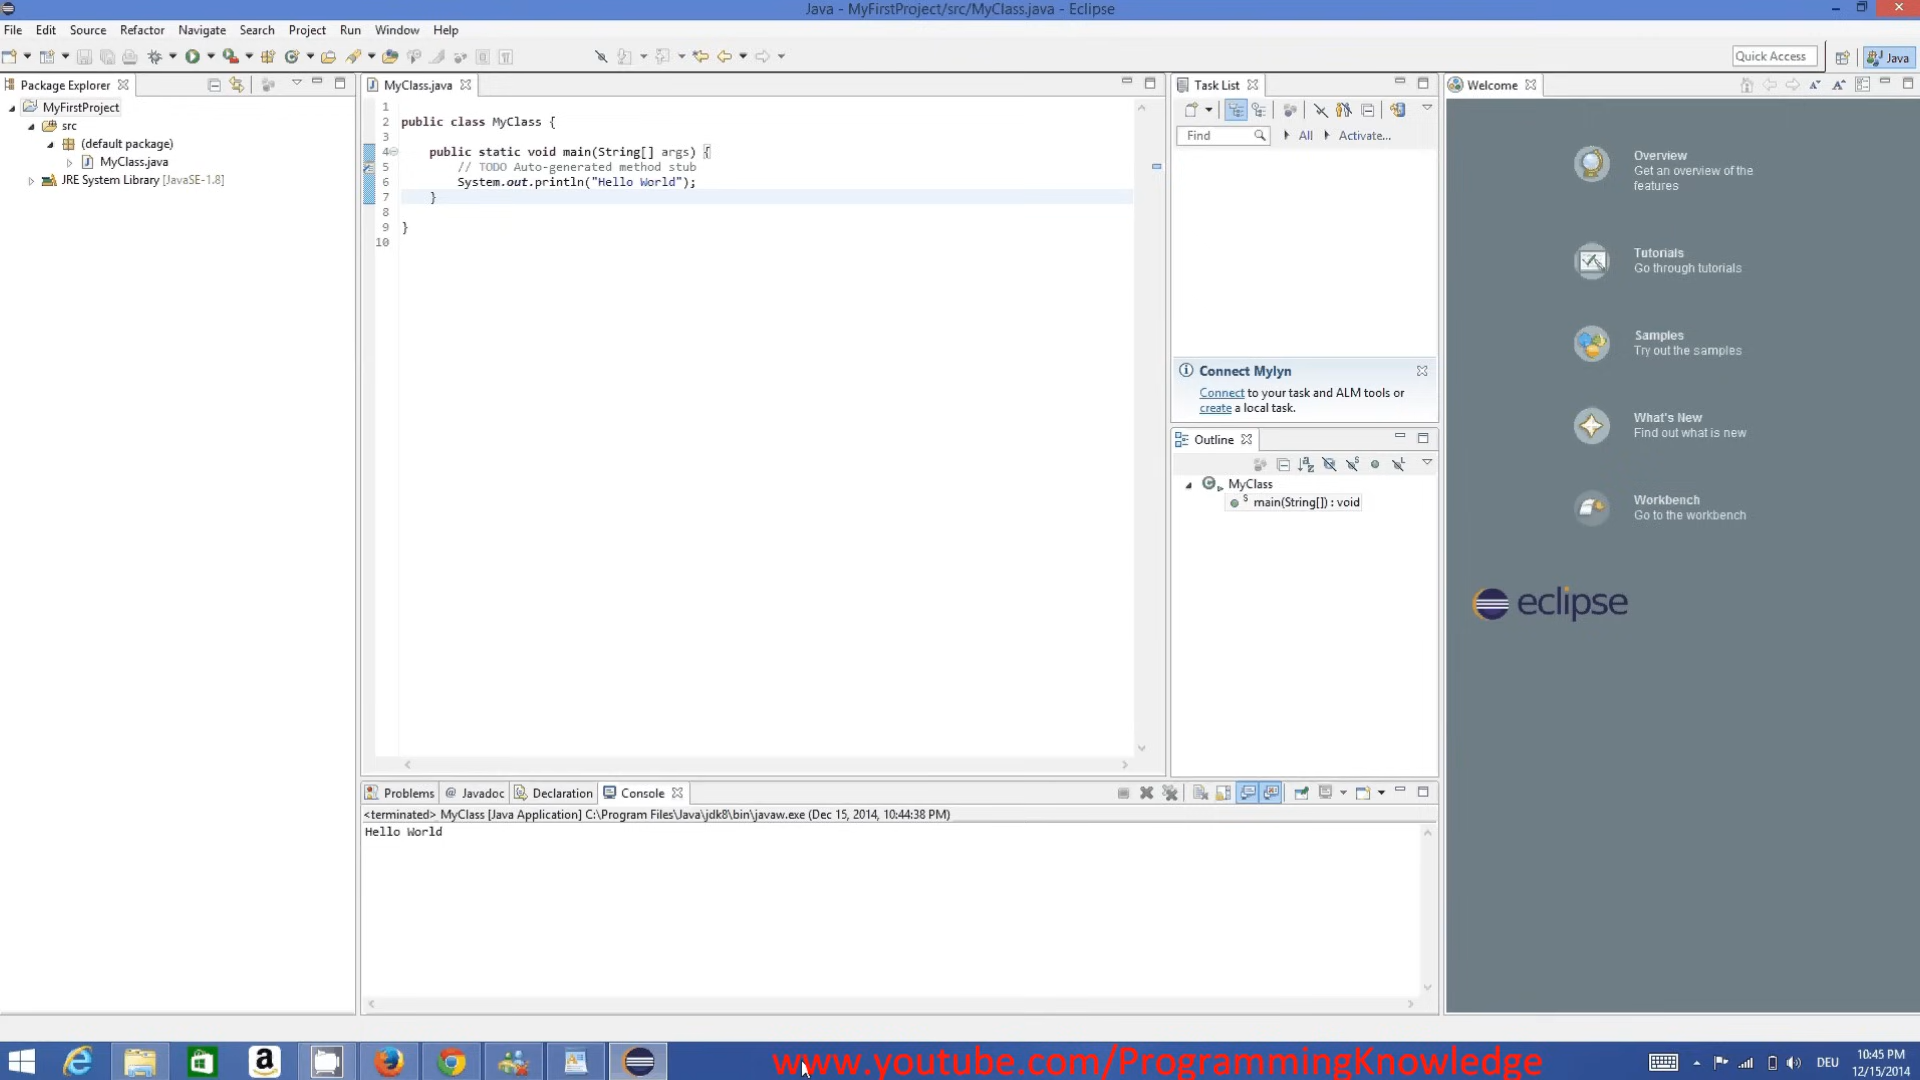 Java - MyFirstProject/src/MyClass.java - Eclipse
File Edit Source Refactor Navigate Search Project Run Window Help
Quick Access
Java
Package Explorer
MyFirstProject
src
(default package)
MyClass.java
JRE System Library [JavaSE-1.8]
MyClass.java
1
2 public class MyClass {
3
4 public static void main(String[] args) {
5 // TODO Auto-generated method stub
6 System.out.println("Hello World");
7 }
8
9 }
10
Task List
Find All Activate...
Connect Mylyn
Connect to your task and ALM tools or
create a local task.
Outline
MyClass
main(String[]) : void
Welcome
Overview
Get an overview of the
features
Tutorials
Go through tutorials
Samples
Try out the samples
What's New
Find out what is new
Workbench
Go to the workbench
eclipse
Problems @ Javadoc Declaration Console
<terminated> MyClass [Java Application] C:\Program Files\Java\jdk8\bin\javaw.exe (Dec 15, 2014, 10:44:38 PM)
Hello World
www.youtube.com/ProgrammingKnowledge
DEU
10:45 PM
12/15/2014